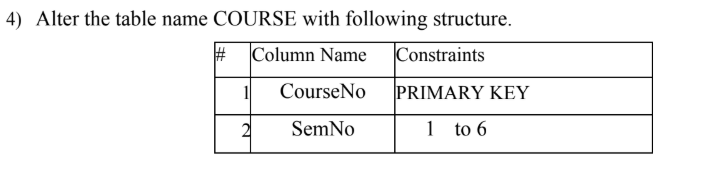 4) Alter the table name COURSE with following structure.
# Column Name Constraints
1 CourseNo PRIMARY KEY
2 SemNo 1 to 6